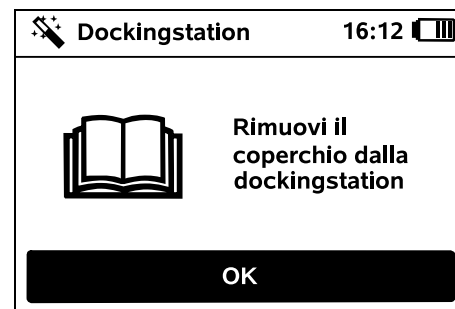 Dockingstation 16:12
Rimuovi il
coperchio dalla
dockingstation
OK